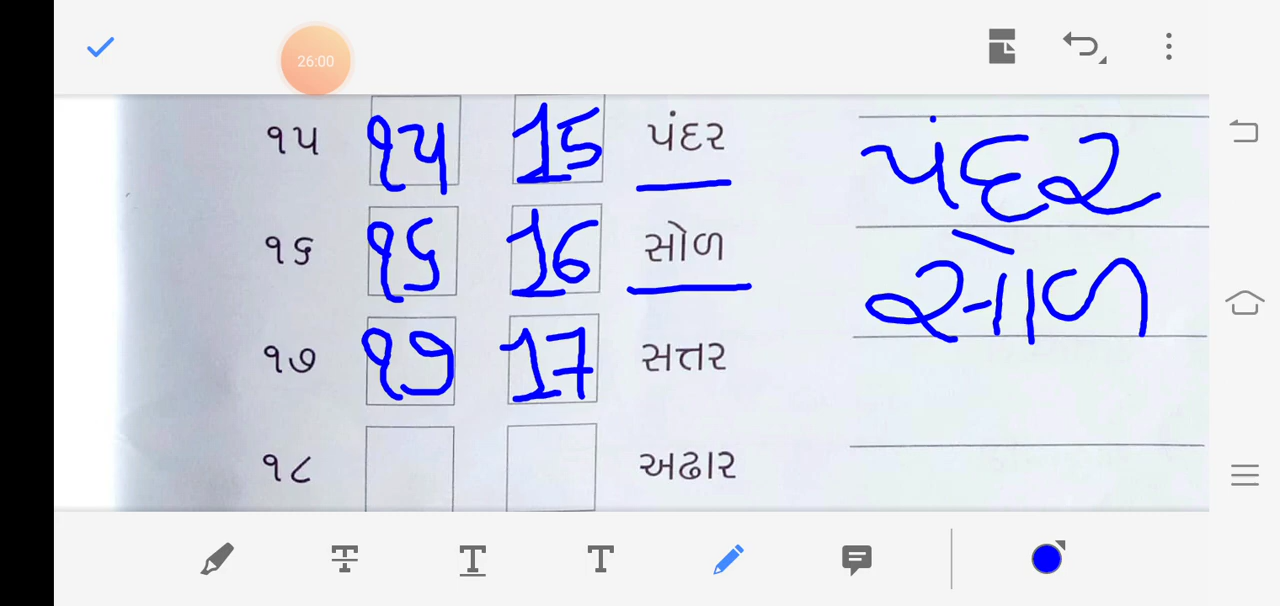 26:00
૧૫ ૧૫ 15 પંદર પંદર
૧૬ ૧૬ 16 સોળ સોળ
૧૭ ૧૭ 17 સત્તર
૧૮ અઢાર